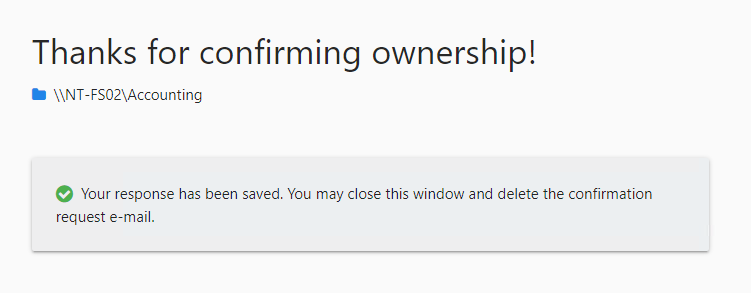 Thanks for confirming ownership!
\\NT-FS02\Accounting
Your response has been saved. You may close this window and delete the confirmation
request e-mail.